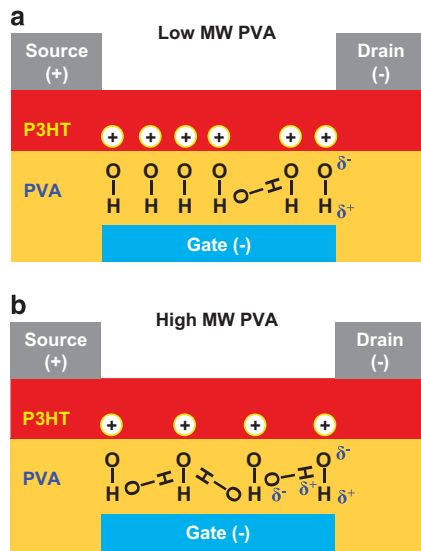 a
Low MW PVA
Source
(+)
Drain
(-)
P3HT
+ + + + + +
PVA
O O O O O–H O O δ-
H H H H H H δ+
Gate (-)
b
High MW PVA
Source
(+)
Drain
(-)
P3HT
+ + + +
PVA
O O O O δ-
O–H H–O O–H
δ- δ+
H H H H δ+
Gate (-)